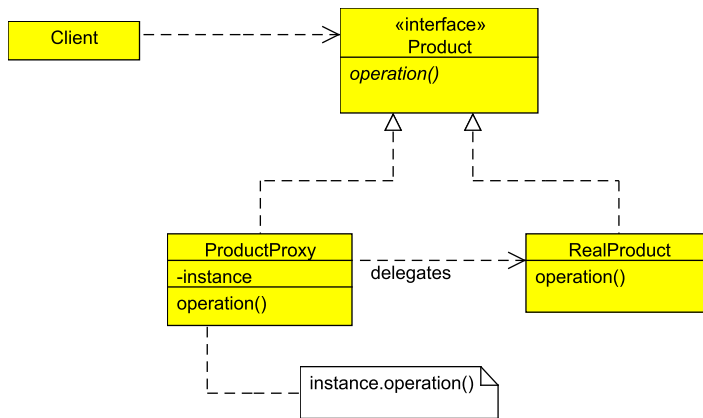 Client
«interface»
Product
operation()
ProductProxy
-instance
operation()
delegates
RealProduct
operation()
instance.operation()